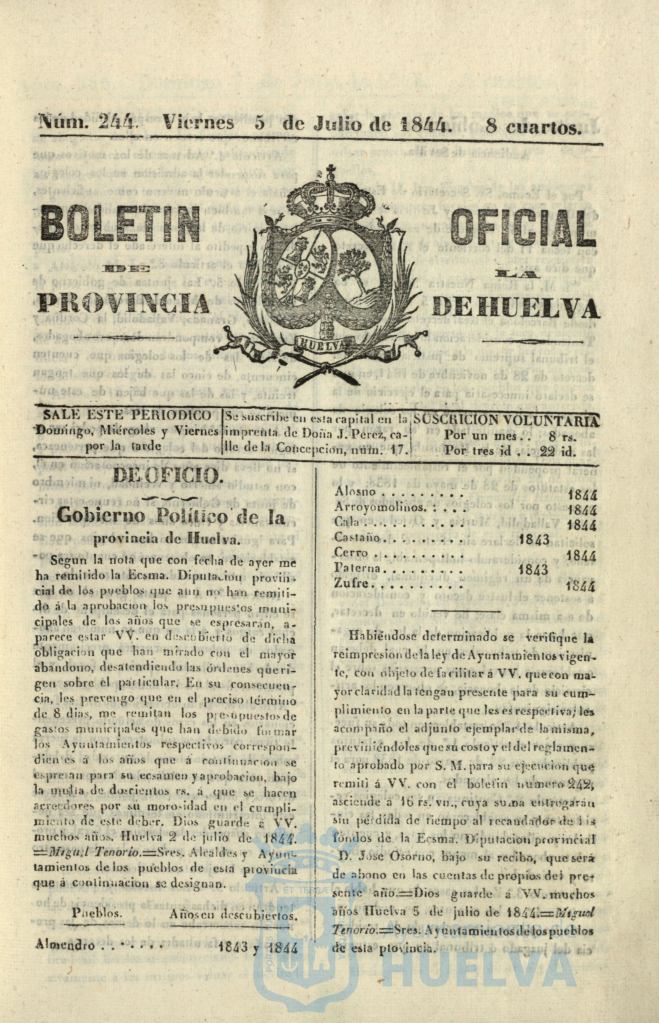 Núm. 244. Viernes 5 de Julio de 1844. 8 cuartos.
BOLETIN OFICIAL
DE LA
PROVINCIA DE HUELVA
HUELVA
SALE ESTE PERIODICO
Domingo, Miércoles y Viernes
por la tarde
Se suscribe en esta capital en la
imprenta de Doña J. Pérez, ca-
lle de la Concepcion, núm. 17.
SUSCRICION VOLUNTARIA
Por un mes . . 8 rs.
Por tres id . . 22 id.
DE OFICIO.
Gobierno Político de la
provincia de Huelva.
Segun la nota que con fecha de ayer me
ha remitido la Ecsma. Diputacion provin-
cial de los pueblos que aun no han remiti-
do á la aprobacion los presupuestos muni-
cipales de los años que se espresarán, a-
parece estar VV. en descubierto de dicha
obligacion que han mirado con el mayor
abandono, desatendiendo las órdenes que ri-
gen sobre el particular. En su consecuen-
cia, les prevengo que en el preciso término
de 8 dias, me remitan los presupuestos de
gastos municipales que han debido formar
los Ayuntamientos respectivos correspon-
dientes á los años que á continuacion se
espresan para su ecsamen y aprobacion, bajo
la multa de doscientos rs. á que se hacen
acreedores por su morosidad en el cumpli-
miento de este deber. Dios guarde á VV.
muchos años. Huelva 2 de julio de 1844.
=Miguel Tenorio.=Sres. Alcaldes y Ayun-
tamientos de los pueblos de esta provincia
que á continuacion se designan.
Pueblos. Años en descubiertos.
Almendro . . . . . . . 1843 y 1844
Alosno . . . . . . . . . 1844
Arroyomolinos. . . . . 1844
Cala . . . . . . . . . . 1844
Castaño. . . . . . . . . 1843
Cerro . . . . . . . . . . 1844
Paterna. . . . . . . . . 1843
Zufre. . . . . . . . . . 1844
Habiéndose determinado se verifique la
reimpresion de la ley de Ayuntamientos vigen-
te, con objeto de facilitar á VV. que con ma-
yor claridad la tengan presente para su cum-
plimiento en la parte que les es respectiva; les
acompaño el adjunto ejemplar de la misma,
previniéndoles que su costo y el del reglamen-
to aprobado por S. M. para su ejecucion que
remití á VV. con el boletin numero 242,
asciende á 16 rs. vn., cuya suma entregarán
sin pérdida de tiempo al recaudador de los
fondos de la Ecsma. Diputacion provincial
D. Jose Osorno, bajo su recibo, que será
de abono en las cuentas de propios del pre-
sente año.=Dios guarde á VV. muchos
años Huelva 5 de julio de 1844.=Miguel
Tenorio.=Sres. Ayuntamientos de los pueblos
de esta provincia.
HUELVA